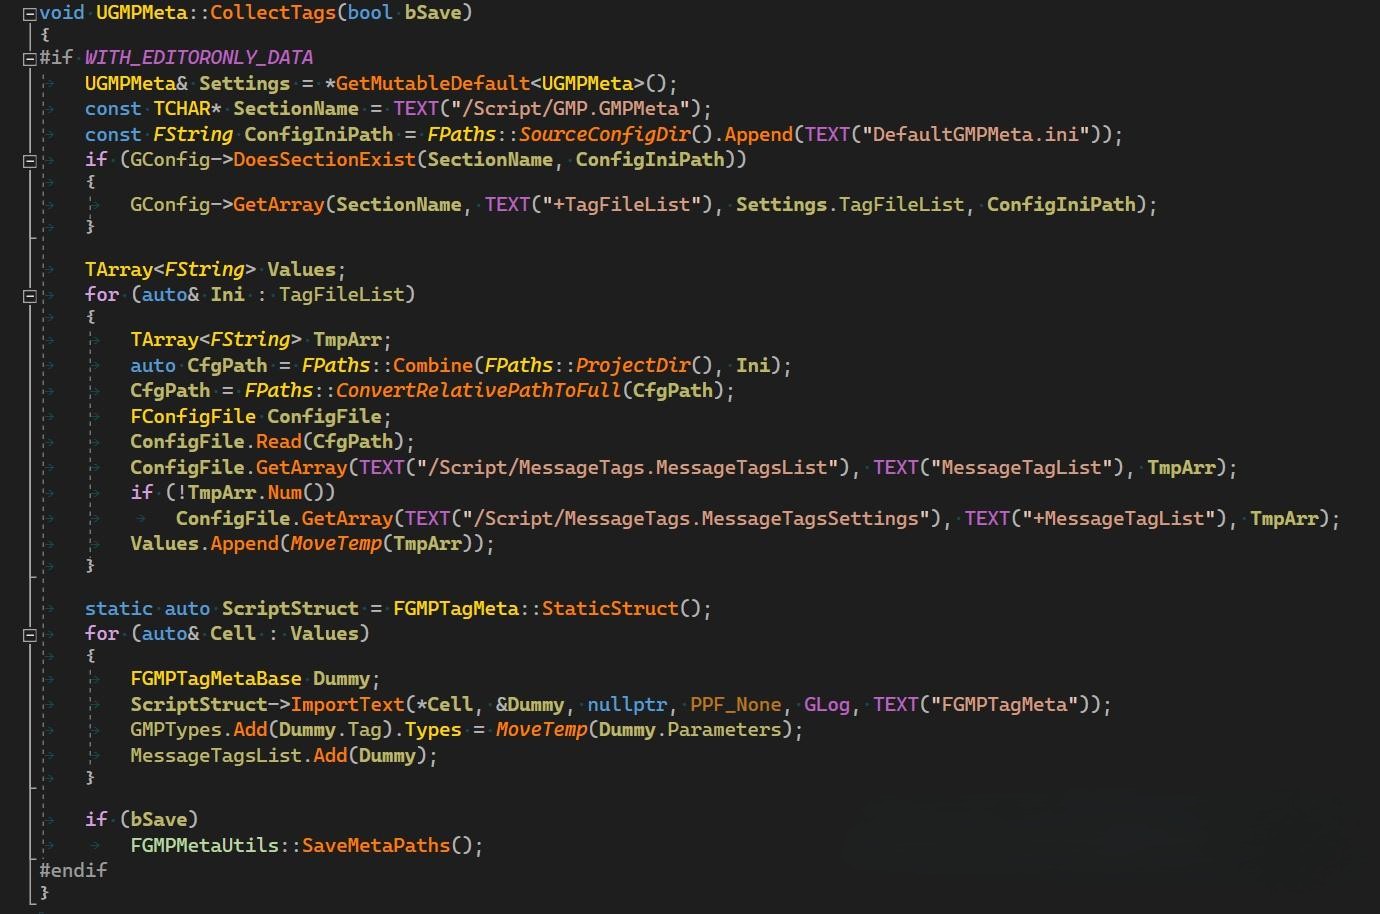 void UGMPMeta::CollectTags(bool bSave)
{
#if WITH_EDITORONLY_DATA
UGMPMeta& Settings = *GetMutableDefault<UGMPMeta>();
const TCHAR* SectionName = TEXT("/Script/GMP.GMPMeta");
const FString ConfigIniPath = FPaths::SourceConfigDir().Append(TEXT("DefaultGMPMeta.ini"));
if (GConfig->DoesSectionExist(SectionName, ConfigIniPath))
{
GConfig->GetArray(SectionName, TEXT("+TagFileList"), Settings.TagFileList, ConfigIniPath);
}
TArray<FString> Values;
for (auto& Ini : TagFileList)
{
TArray<FString> TmpArr;
auto CfgPath = FPaths::Combine(FPaths::ProjectDir(), Ini);
CfgPath = FPaths::ConvertRelativePathToFull(CfgPath);
FConfigFile ConfigFile;
ConfigFile.Read(CfgPath);
ConfigFile.GetArray(TEXT("/Script/MessageTags.MessageTagsList"), TEXT("MessageTagList"), TmpArr);
if (!TmpArr.Num())
ConfigFile.GetArray(TEXT("/Script/MessageTags.MessageTagsSettings"), TEXT("+MessageTagList"), TmpArr);
Values.Append(MoveTemp(TmpArr));
}
static auto ScriptStruct = FGMPTagMeta::StaticStruct();
for (auto& Cell : Values)
{
FGMPTagMetaBase Dummy;
ScriptStruct->ImportText(*Cell, &Dummy, nullptr, PPF_None, GLog, TEXT("FGMPTagMeta"));
GMPTypes.Add(Dummy.Tag).Types = MoveTemp(Dummy.Parameters);
MessageTagsList.Add(Dummy);
}
if (bSave)
FGMPMetaUtils::SaveMetaPaths();
#endif
}